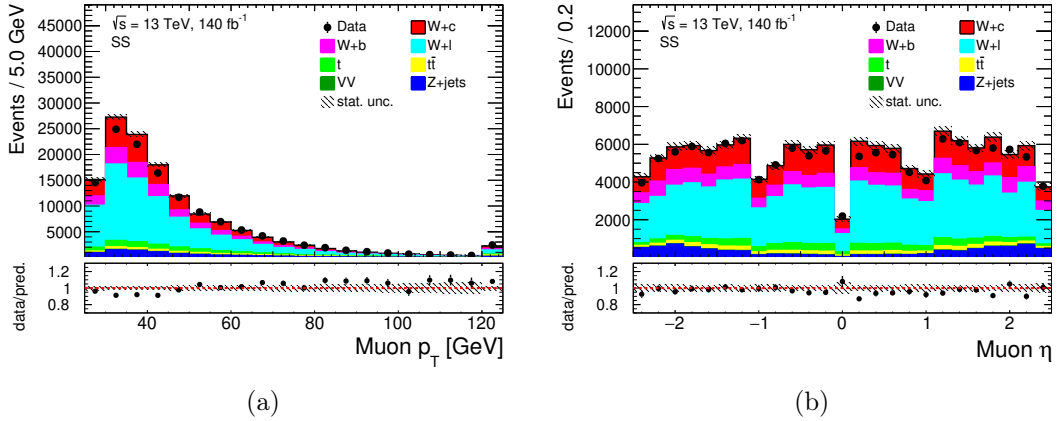 √s = 13 TeV, 140 fb⁻¹
SS
Data
W+c
W+b
W+l
t
tt̄
VV
Z+jets
stat. unc.
Events / 5.0 GeV
45000
40000
35000
30000
25000
20000
15000
10000
5000
data/pred.
1.2
1
0.8
40 60 80 100 120
Muon p_T [GeV]
(a)
√s = 13 TeV, 140 fb⁻¹
SS
Data
W+c
W+b
W+l
t
tt̄
VV
Z+jets
stat. unc.
Events / 0.2
12000
10000
8000
6000
4000
2000
data/pred.
1.2
1
0.8
−2 −1 0 1 2
Muon η
(b)